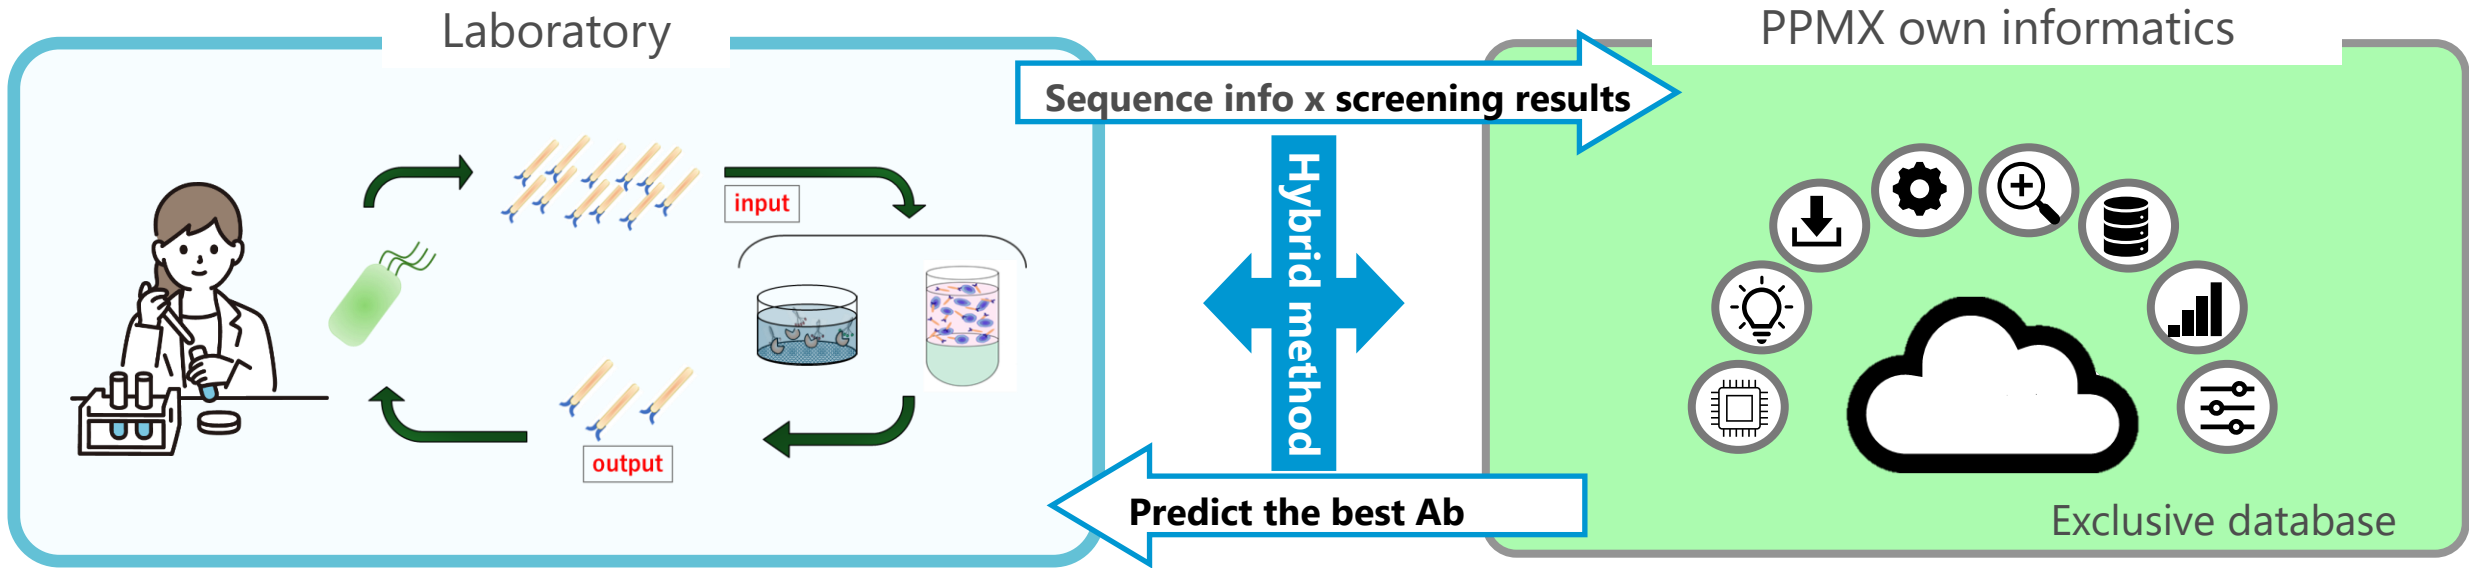 Laboratory
PPMX own informatics
Sequence info x screening results
input
Hybrid method
output
Predict the best Ab
Exclusive database